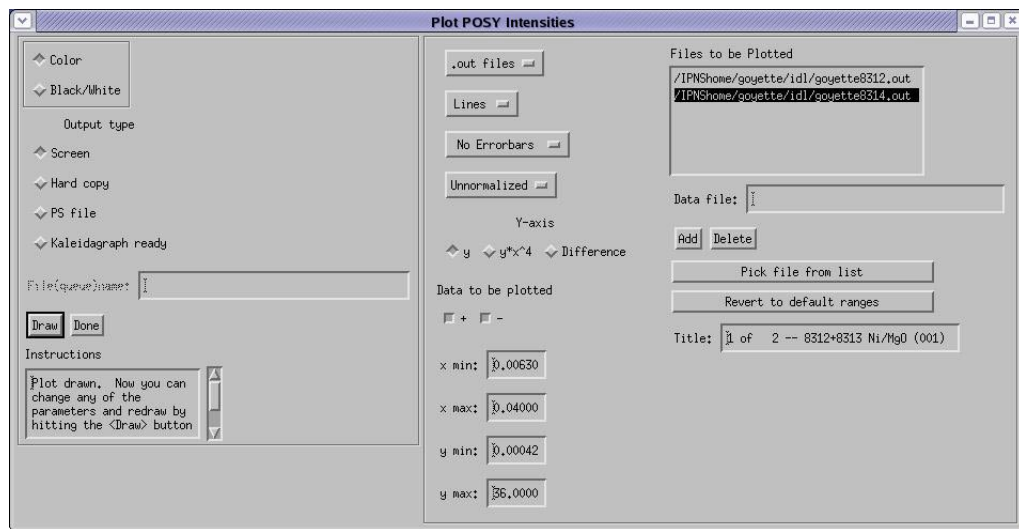 Plot POSY Intensities
Color
Black/White
Output type
Screen
Hard copy
PS file
Kaleidagraph ready
File(queue)name:
Draw Done
Instructions
Plot drawn. Now you can
change any of the
parameters and redraw by
hitting the <Draw> button
.out files
Lines
No Errorbars
Unnormalized
Y-axis
y y*x^4 Difference
Data to be plotted
+ -
x min: 0.00630
x max: 0.04000
y min: 0.00042
y max: 36.0000
Files to be Plotted
/IPNShome/goyette/idl/goyette8312.out
/IPNShome/goyette/idl/goyette8314.out
Data file:
Add Delete
Pick file from list
Revert to default ranges
Title: 1 of 2 -- 8312+8313 Ni/MgO (001)